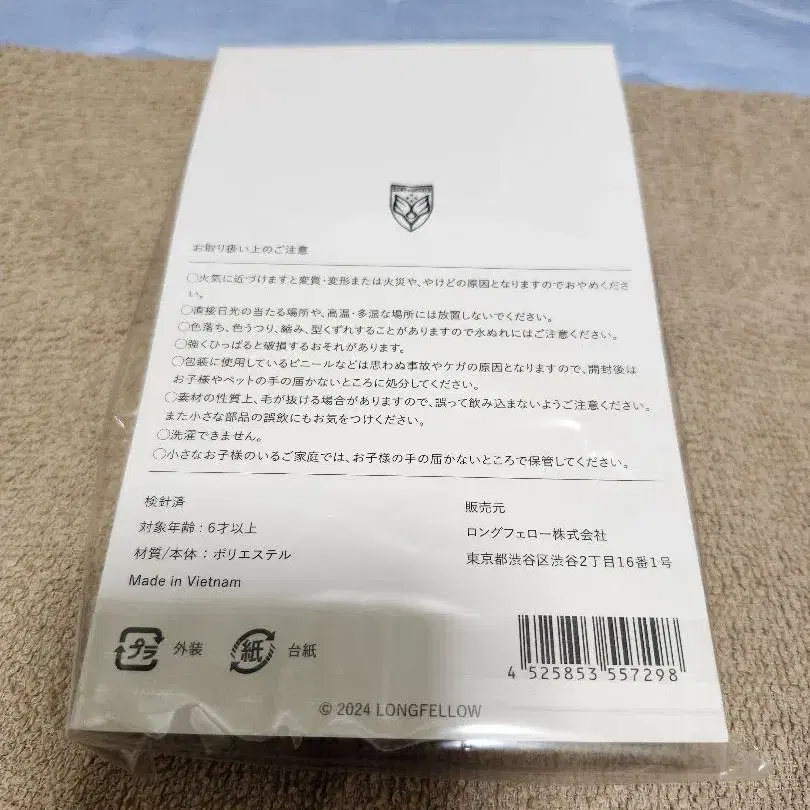 お取り扱い上のご注意
○火気に近づけますと変質・変形または火災や、やけどの原因となりますのでおやめくださ
い。
○直接日光の当たる場所や、高温・多湿な場所には放置しないでください。
○色落ち、色うつり、縮み、型くずれすることがありますので水ぬれにはご注意ください。
○強くひっぱると破損するおそれがあります。
○包装に使用しているビニールなどは思わぬ事故やケガの原因となりますので、開封後は
お子様やペットの手の届かないところに処分してください。
○素材の性質上、毛が抜ける場合がありますので、誤って飲み込まないようご注意ください。
また小さな部品の誤飲にもお気をつけください。
○洗濯できません。
○小さなお子様のいるご家庭では、お子様の手の届かないところで保管してください。
検針済
対象年齢：6才以上
材質/本体：ポリエステル
Made in Vietnam
販売元
ロングフェロー株式会社
東京都渋谷区渋谷2丁目16番1号
プラ 外装 紙 台紙
4 525853 557298
© 2024 LONGFELLOW